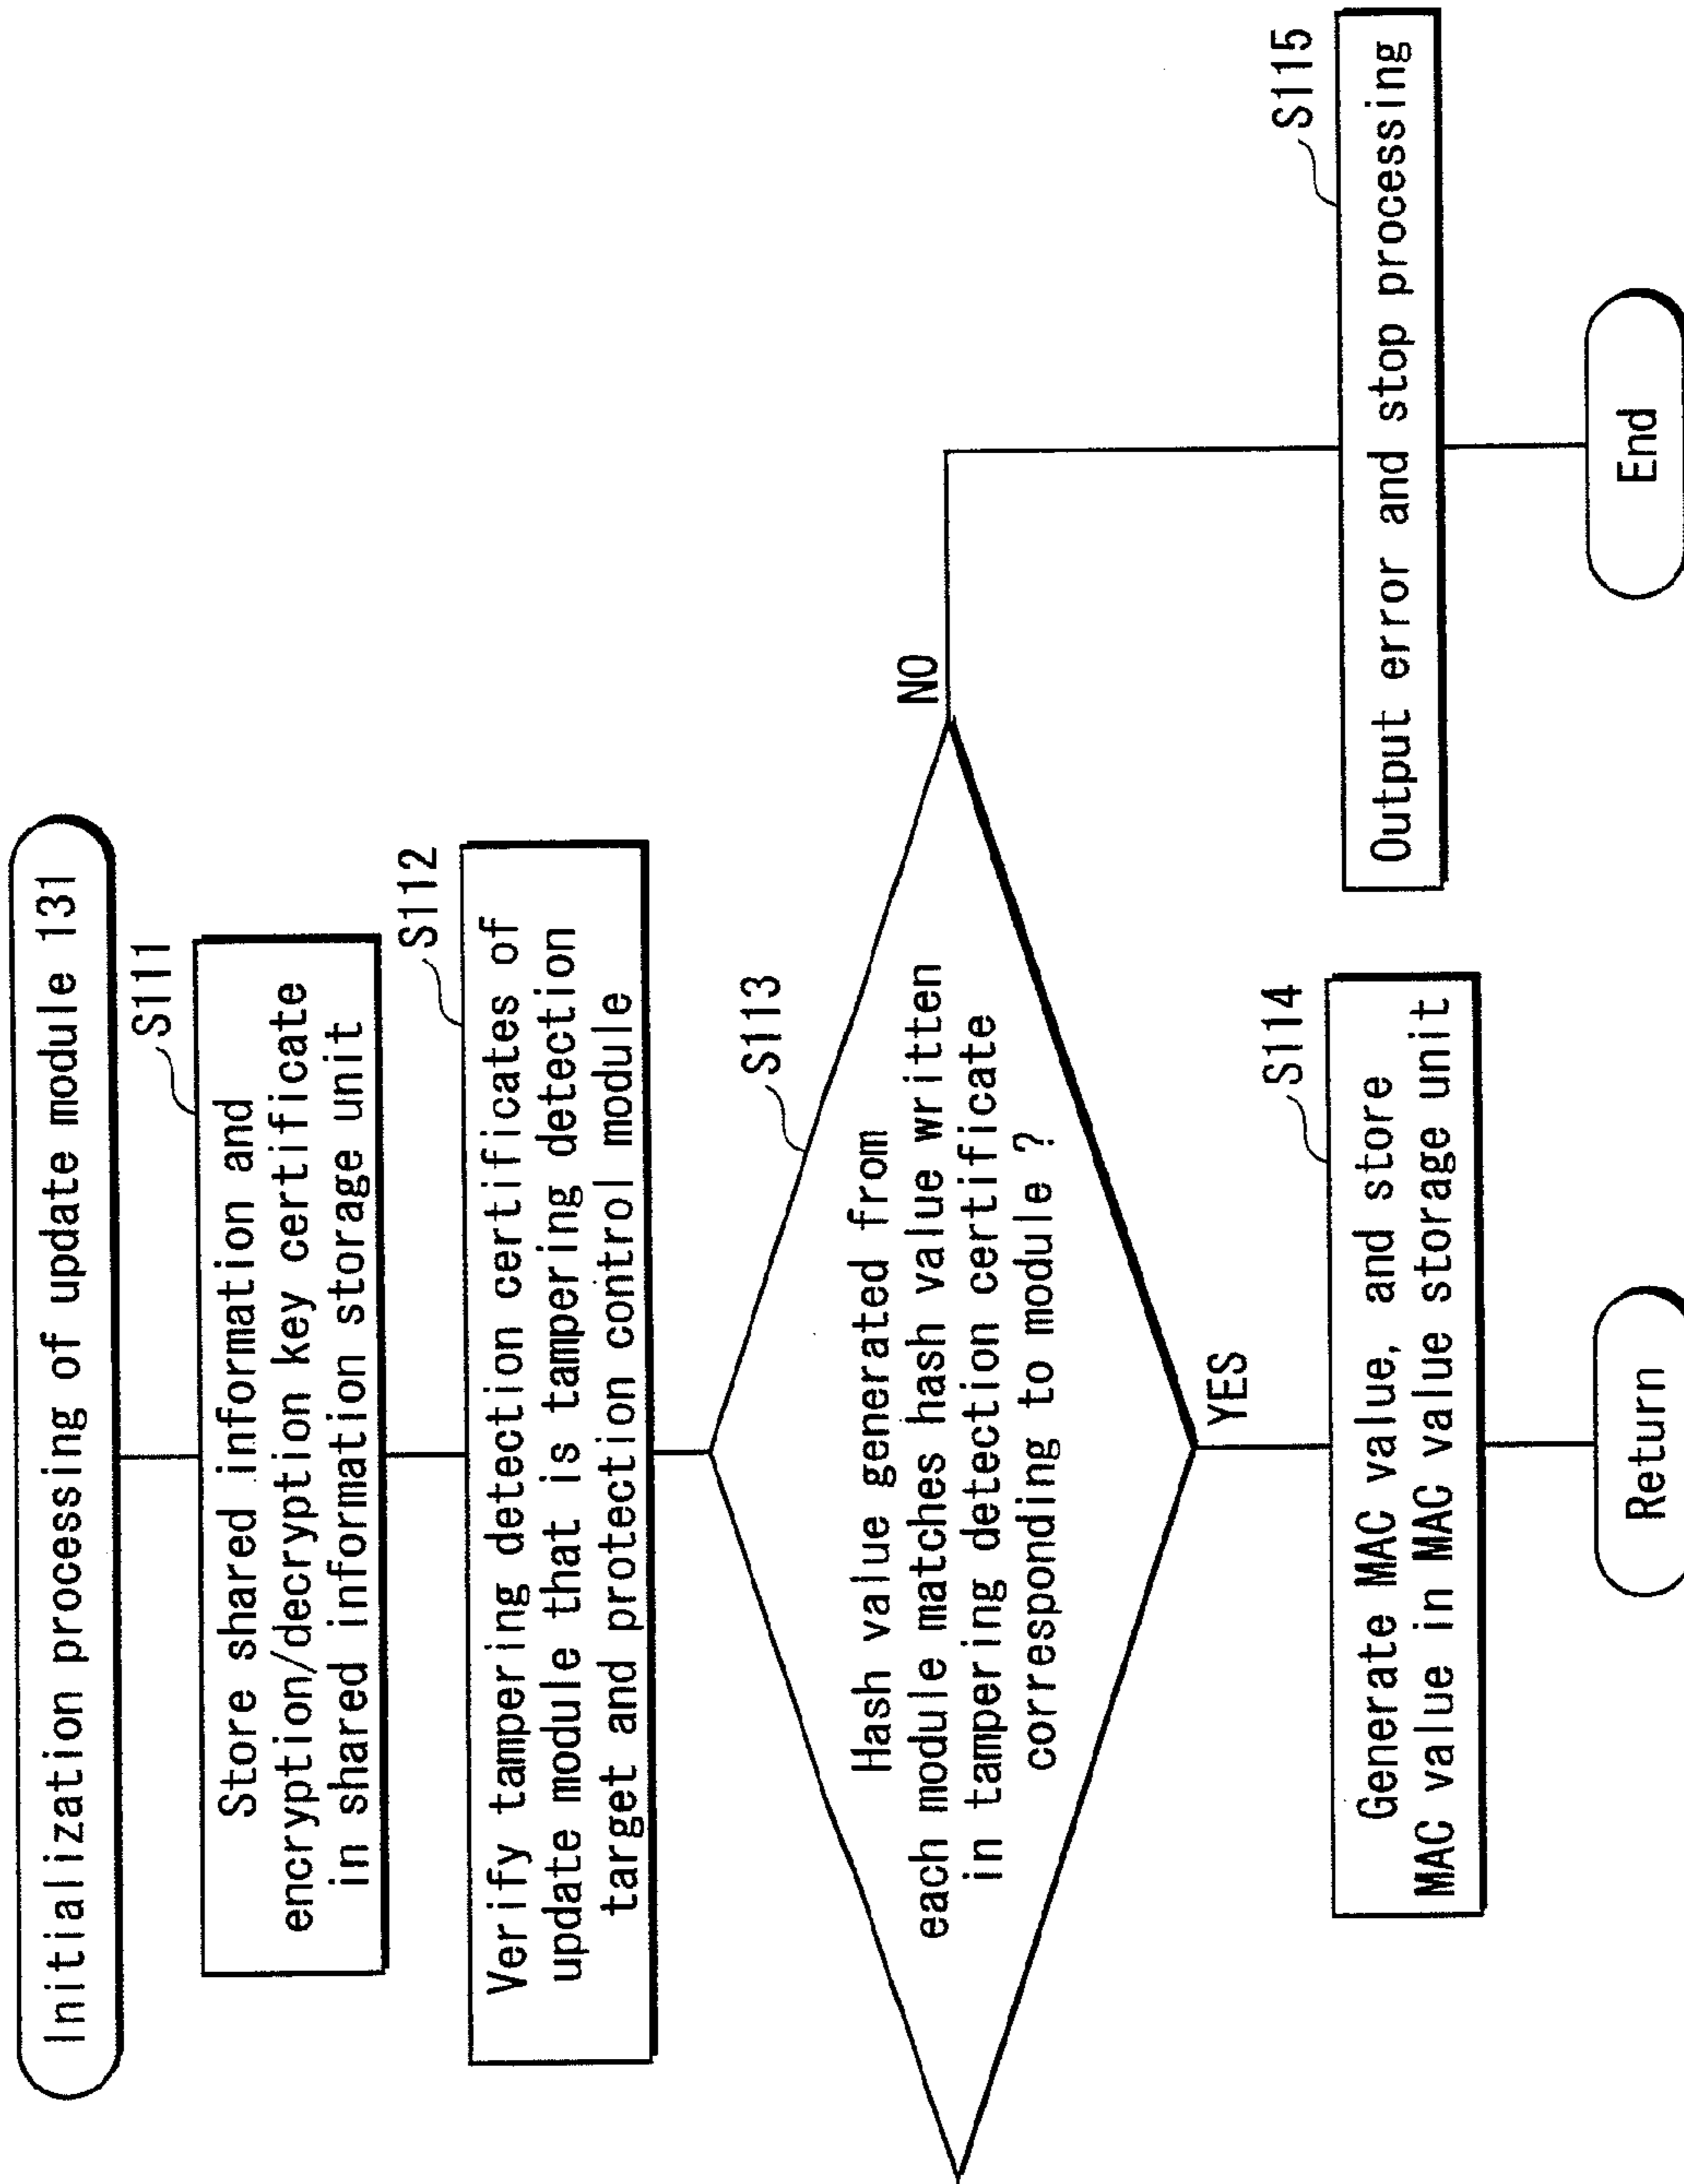 Initialization processing of update module 131
S111
Store shared information and
encryption/decryption key certificate
in shared information storage unit
S112
Verify tampering detection certificates of
update module that is tampering detection
target and protection control module
S113
Hash value generated from
each module matches hash value written
in tampering detection certificate
corresponding to module ?
NO
YES
S114
Generate MAC value, and store
MAC value in MAC value storage unit
S115
Output error and stop processing
Return
End